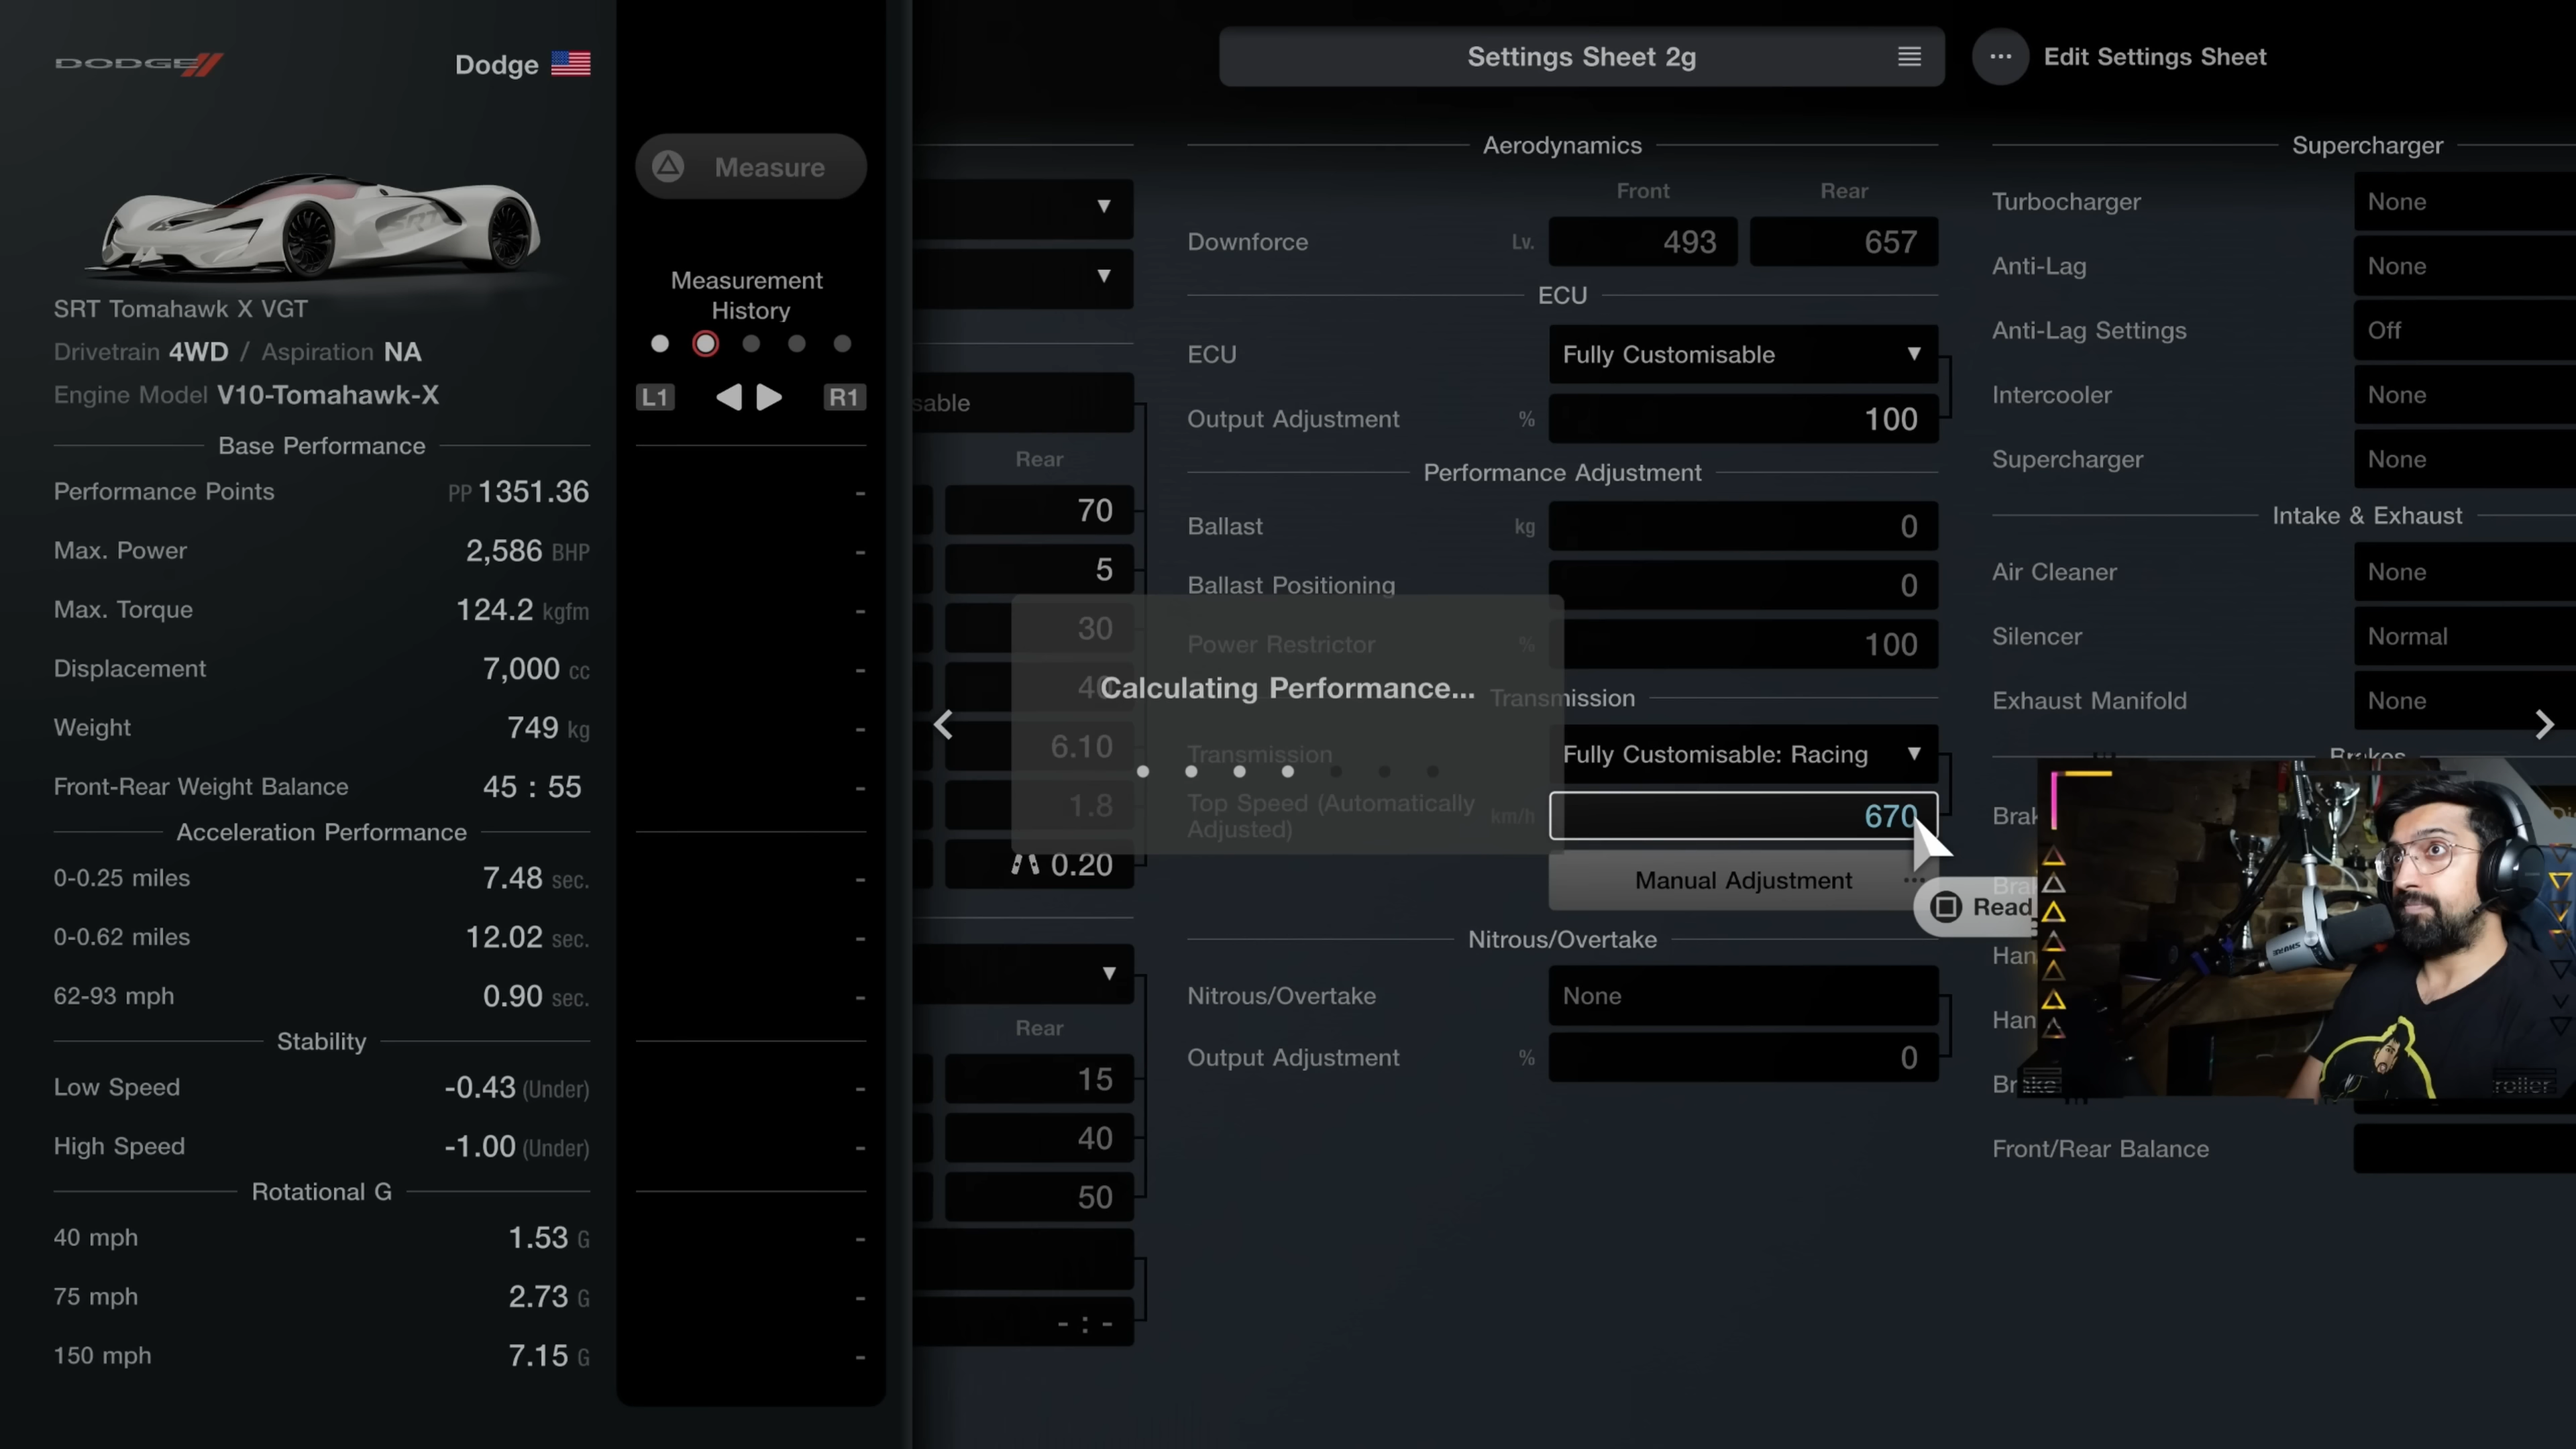 DODGE
Dodge
SRT
SRT Tomahawk X VGT
Drivetrain 4WD / Aspiration NA
Engine Model V10-Tomahawk-X
Base Performance
Performance Points PP 1351.36
Max. Power 2,586 BHP
Max. Torque 124.2 kgfm
Displacement 7,000 cc
Weight 749 kg
Front-Rear Weight Balance 45 : 55
Acceleration Performance
0-0.25 miles 7.48 sec.
0-0.62 miles 12.02 sec.
62-93 mph 0.90 sec.
Stability
Low Speed -0.43 (Under)
High Speed -1.00 (Under)
Rotational G
40 mph 1.53 G
75 mph 2.73 G
150 mph 7.15 G
Measure
Measurement
History
L1 R1
-
-
-
-
-
-
-
-
-
-
-
-
-
-
sable
Rear
70
5
30
40
6.10
1.8
0.20
Rear
15
40
50
- : -
Settings Sheet 2g
Edit Settings Sheet
Aerodynamics
Front Rear
Downforce Lv. 493 657
ECU
ECU Fully Customisable
Output Adjustment % 100
Performance Adjustment
Ballast kg 0
Ballast Positioning 0
Power Restrictor % 100
Calculating Performance...
Transmission
Transmission Fully Customisable: Racing
Top Speed (Automatically
Adjusted) km/h 670
Manual Adjustment
Read
Nitrous/Overtake
Nitrous/Overtake None
Output Adjustment % 0
Supercharger
Turbocharger None
Anti-Lag None
Anti-Lag Settings Off
Intercooler None
Supercharger None
Intake & Exhaust
Air Cleaner None
Silencer Normal
Exhaust Manifold None
Brakes
Brak
Bra
Han
Han
Brake roller
SHURE
Front/Rear Balance